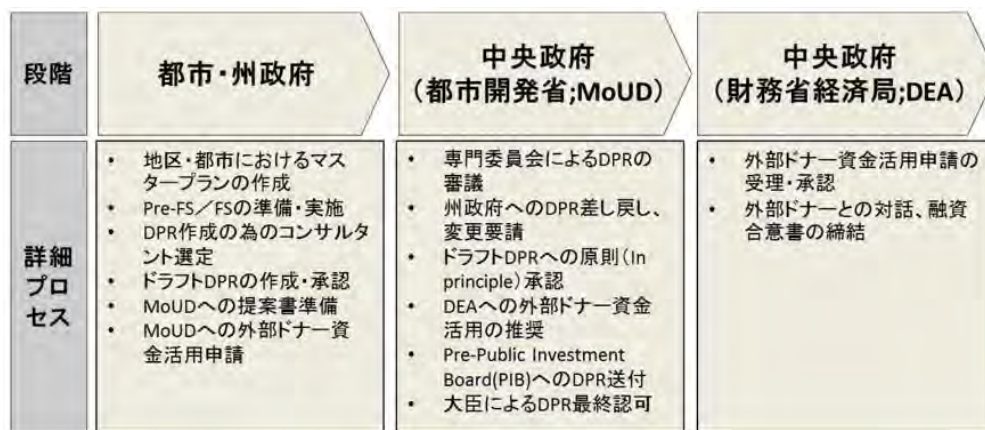 段階
都市・州政府
中央政府
(都市開発省;MoUD)
中央政府
(財務省経済局;DEA)
詳細
プロ
セス
• 地区・都市におけるマス
タープランの作成
• Pre-FS/FSの準備・実施
• DPR作成の為のコンサルタ
ント選定
• ドラフトDPRの作成・承認
• MoUDへの提案書準備
• MoUDへの外部ドナー資
金活用申請
• 専門委員会によるDPRの
審議
• 州政府へのDPR差し戻し、
変更要請
• ドラフトDPRへの原則(In
principle)承認
• DEAへの外部ドナー資金
活用の推奨
• Pre-Public Investment
Board(PIB)へのDPR送付
• 大臣によるDPR最終認可
• 外部ドナー資金活用申請の
受理・承認
• 外部ドナーとの対話、融資
合意書の締結